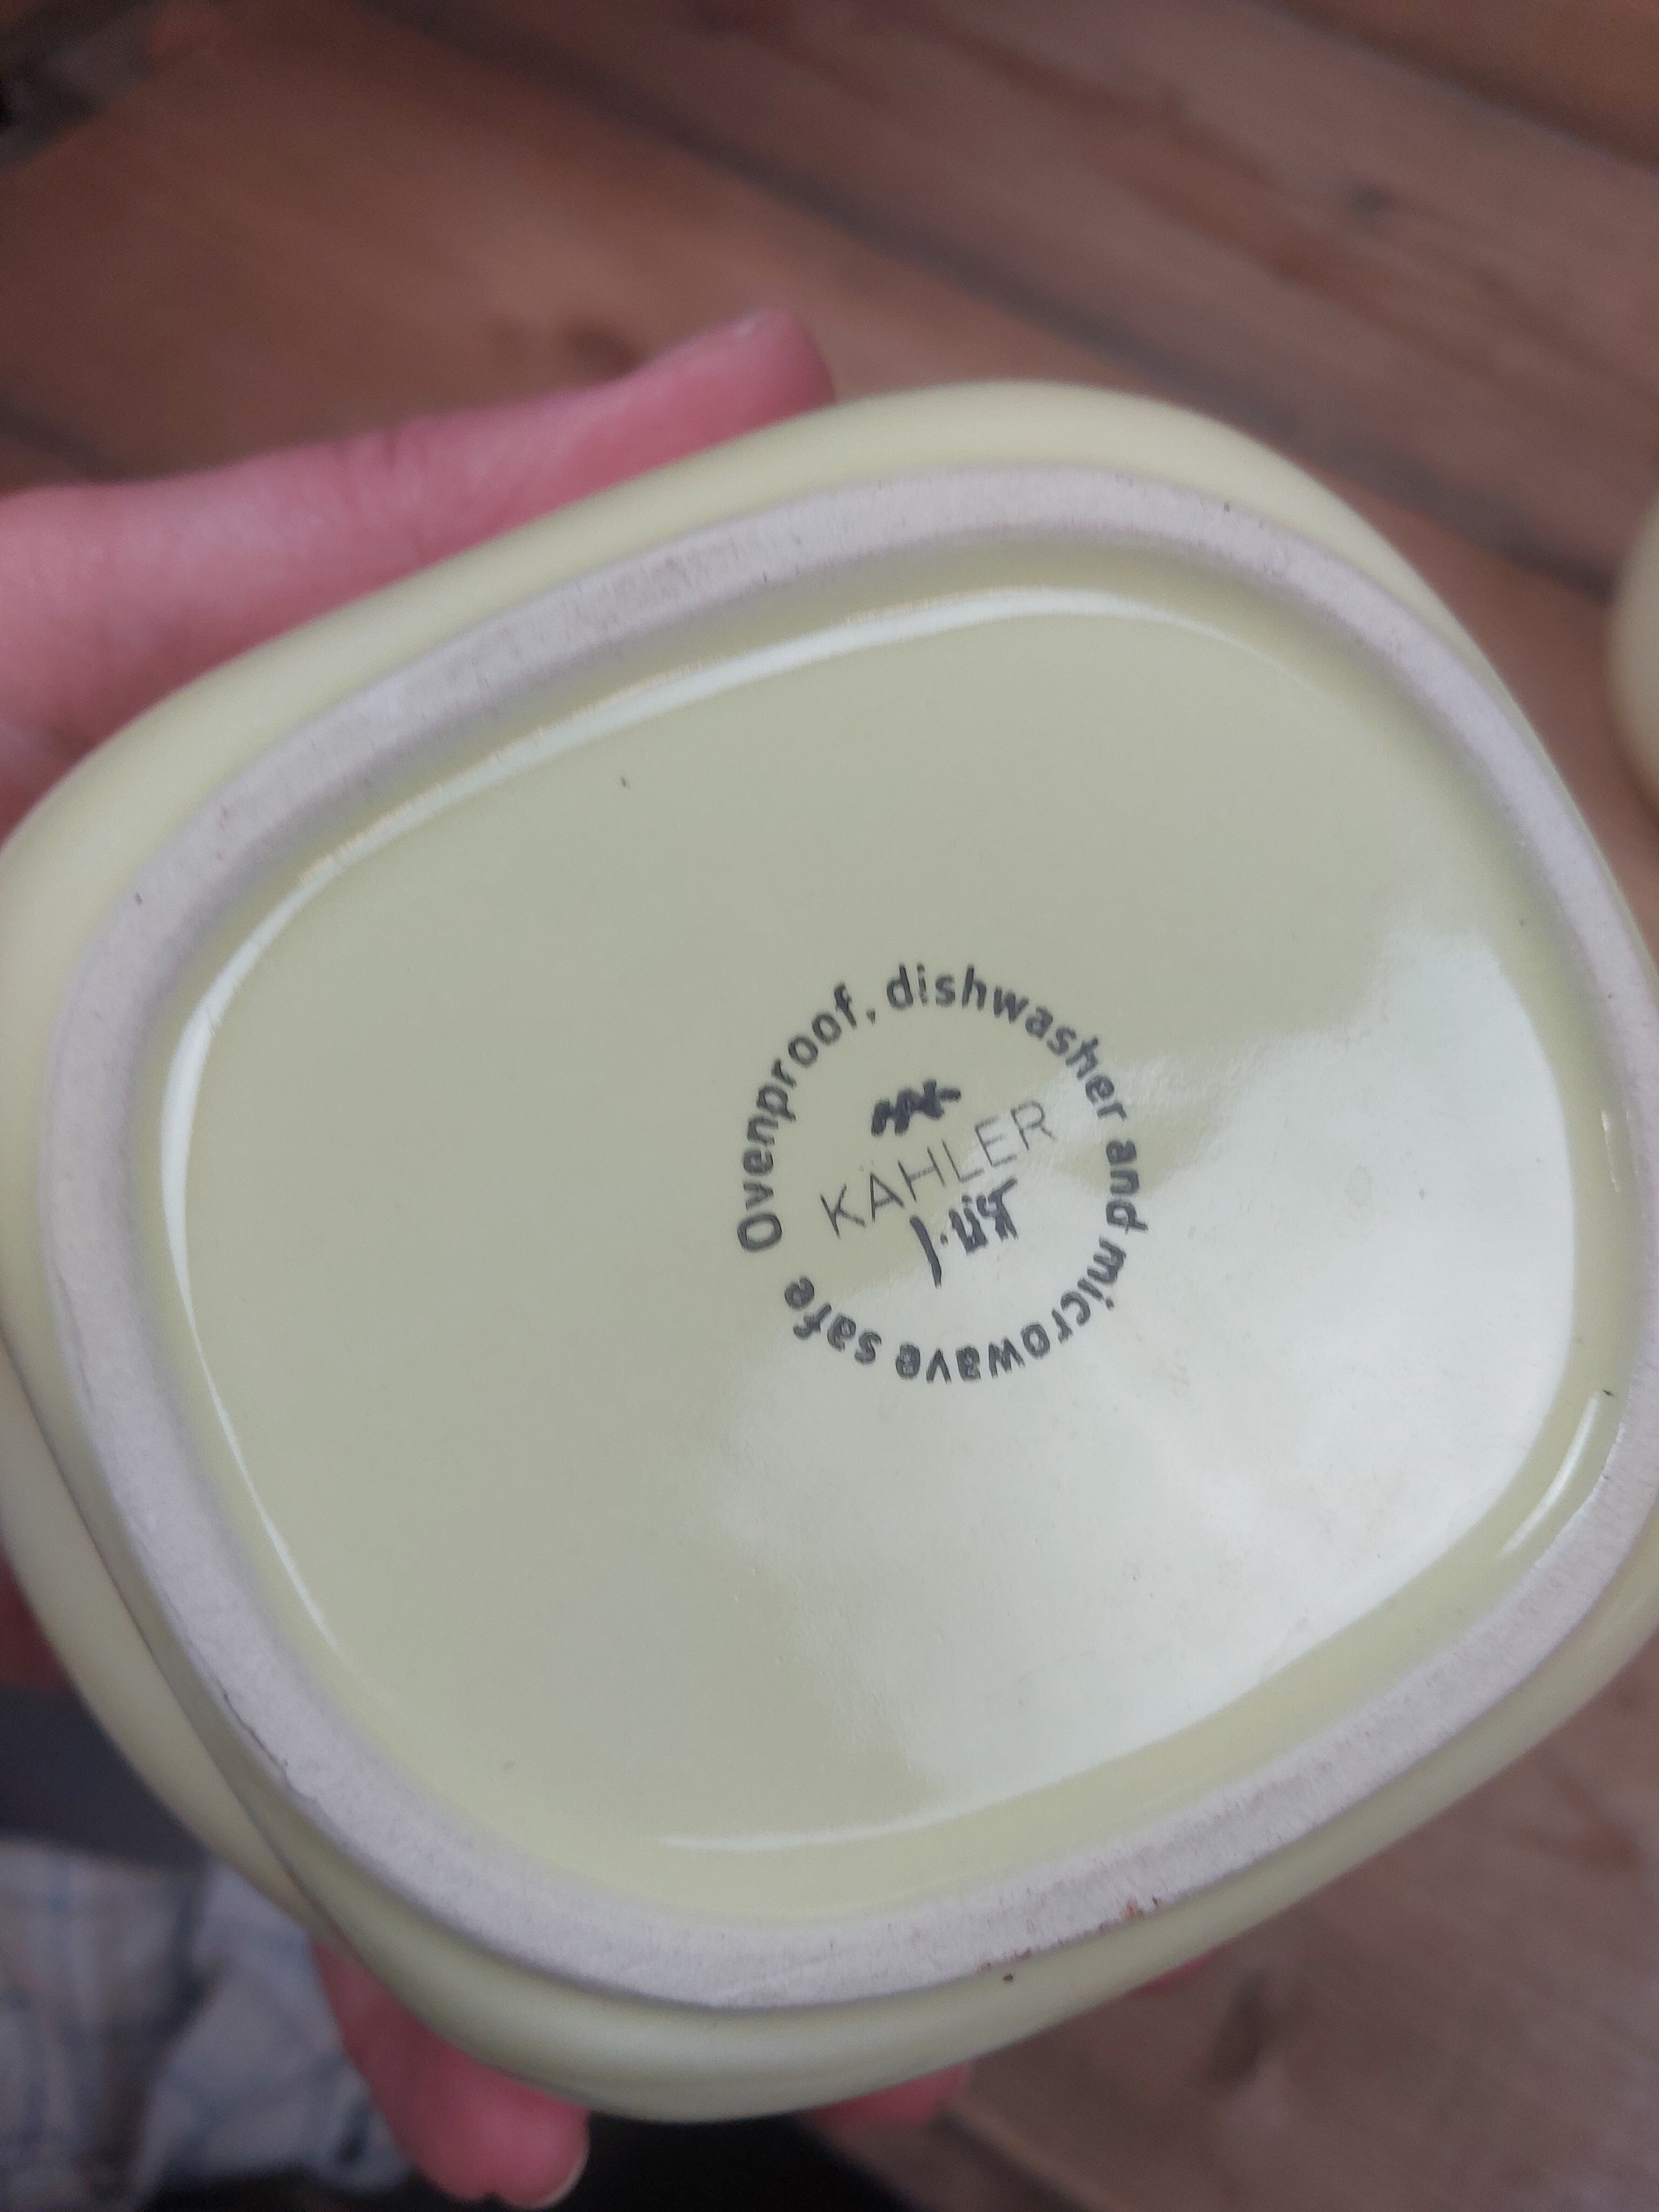 Ovenproof, dishwasher and microwave safe
KÄHLER